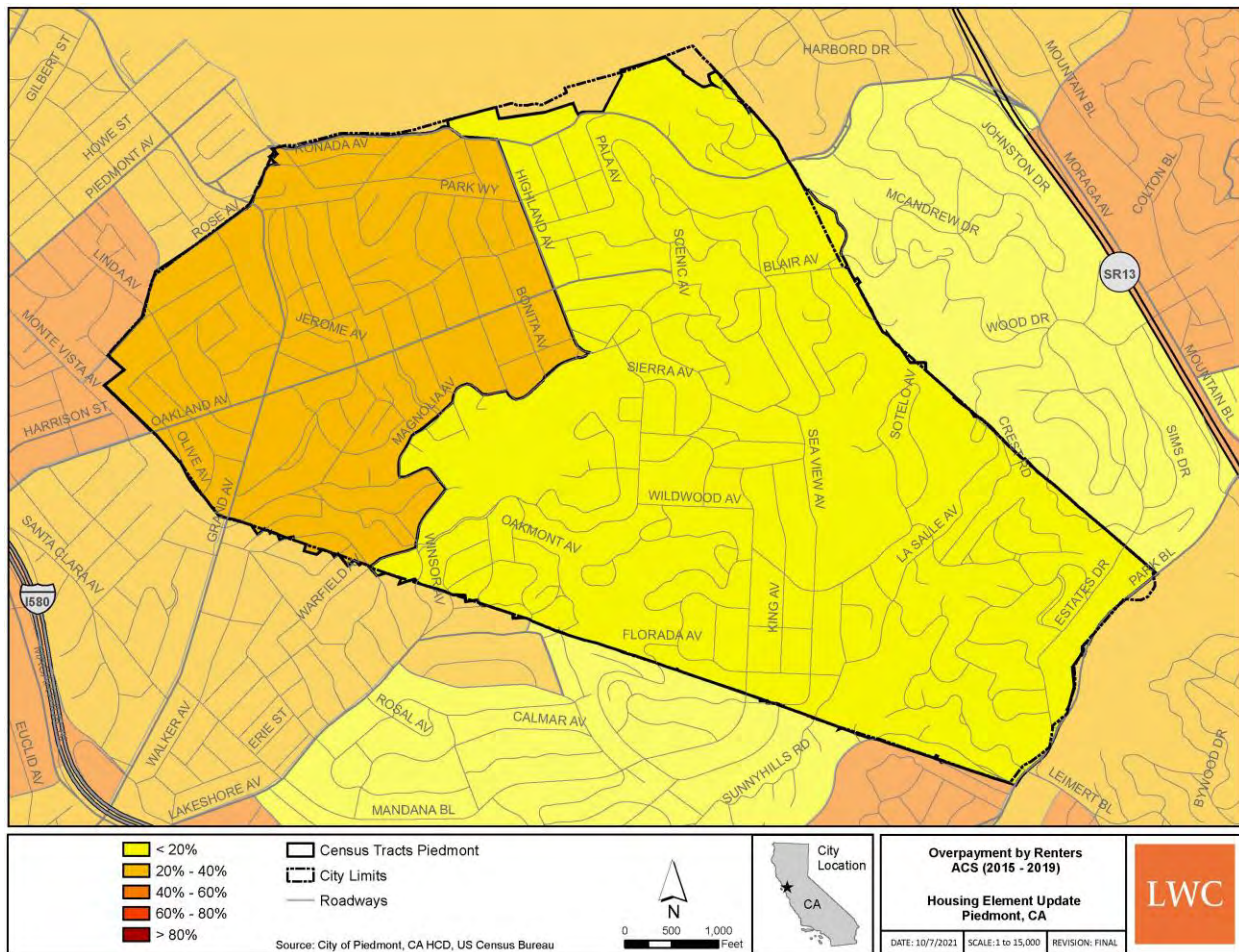 HARBORD DR
MOUNTAIN BL
GILBERT ST
HOWE ST
PIEDMONT AV
RONADA AV
PARK WY
HIGHLAND AV
PALA AV
JOHNSTON DR
MORAGA AV
COLTON BL
MCANDREW DR
ROSE AV
LINDA AV
SCENIC AV
BLAIR AV
SR13
MONTE VISTA AV
JEROME AV
BONITA AV
WOOD DR
SIERRA AV
MOUNTAIN BL
HARRISON ST
OAKLAND AV
MAGNOLIA AV
SOTELO AV
CREST RD
SIMS DR
OLIVE AV
SEA VIEW AV
GRAND AV
WILDWOOD AV
SANTA CLARA AV
OAKMONT AV
LA SALLE AV
WINSOR AV
WARFIELD
PARK BL
ESTATES DR
I580
KING AV
FLORADA AV
ROSAL AV
CALMAR AV
WALKER AV
ERIE ST
EUCLID AV
SUNNYHILLS RD
BYWOOD DR
LAKESHORE AV
MANDANA BL
LEIMERT BL
< 20%
20% - 40%
40% - 60%
60% - 80%
> 80%
Census Tracts Piedmont
City Limits
Roadways
Source: City of Piedmont, CA HCD, US Census Bureau
N
0 500 1,000
Feet
City
Location
CA
Overpayment by Renters
ACS (2015 - 2019)
Housing Element Update
Piedmont, CA
DATE: 10/7/2021 SCALE: 1 to 15,000 REVISION: FINAL
LWC